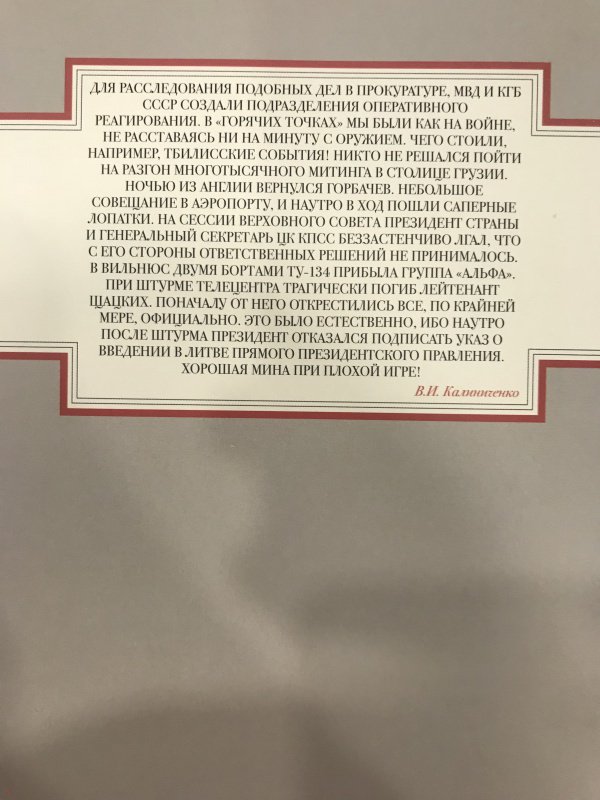 ДЛЯ РАССЛЕДОВАНИЯ ПОДОБНЫХ ДЕЛ В ПРОКУРАТУРЕ, МВД И КГБ
СССР СОЗДАЛИ ПОДРАЗДЕЛЕНИЯ ОПЕРАТИВНОГО
РЕАГИРОВАНИЯ. В «ГОРЯЧИХ ТОЧКАХ» МЫ БЫЛИ КАК НА ВОЙНЕ,
НЕ РАССТАВАЯСЬ НИ НА МИНУТУ С ОРУЖИЕМ. ЧЕГО СТОИЛИ,
НАПРИМЕР, ТБИЛИССКИЕ СОБЫТИЯ! НИКТО НЕ РЕШАЛСЯ ПОЙТИ
НА РАЗГОН МНОГОТЫСЯЧНОГО МИТИНГА В СТОЛИЦЕ ГРУЗИИ.
НОЧЬЮ ИЗ АНГЛИИ ВЕРНУЛСЯ ГОРБАЧЕВ. НЕБОЛЬШОЕ
СОВЕЩАНИЕ В АЭРОПОРТУ, И НАУТРО В ХОД ПОШЛИ САПЕРНЫЕ
ЛОПАТКИ. НА СЕССИИ ВЕРХОВНОГО СОВЕТА ПРЕЗИДЕНТ СТРАНЫ
И ГЕНЕРАЛЬНЫЙ СЕКРЕТАРЬ ЦК КПСС БЕЗЗАСТЕНЧИВО ЛГАЛ, ЧТО
С ЕГО СТОРОНЫ ОТВЕТСТВЕННЫХ РЕШЕНИЙ НЕ ПРИНИМАЛОСЬ.
В ВИЛЬНЮС ДВУМЯ БОРТАМИ ТУ-134 ПРИБЫЛА ГРУППА «АЛЬФА».
ПРИ ШТУРМЕ ТЕЛЕЦЕНТРА ТРАГИЧЕСКИ ПОГИБ ЛЕЙТЕНАНТ
ШАЦКИХ. ПОНАЧАЛУ ОТ НЕГО ОТКРЕСТИЛИСЬ ВСЕ, ПО КРАЙНЕЙ
МЕРЕ, ОФИЦИАЛЬНО. ЭТО БЫЛО ЕСТЕСТВЕННО, ИБО НАУТРО
ПОСЛЕ ШТУРМА ПРЕЗИДЕНТ ОТКАЗАЛСЯ ПОДПИСАТЬ УКАЗ О
ВВЕДЕНИИ В ЛИТВЕ ПРЯМОГО ПРЕЗИДЕНТСКОГО ПРАВЛЕНИЯ.
ХОРОШАЯ МИНА ПРИ ПЛОХОЙ ИГРЕ!
В.И. Калиниченко